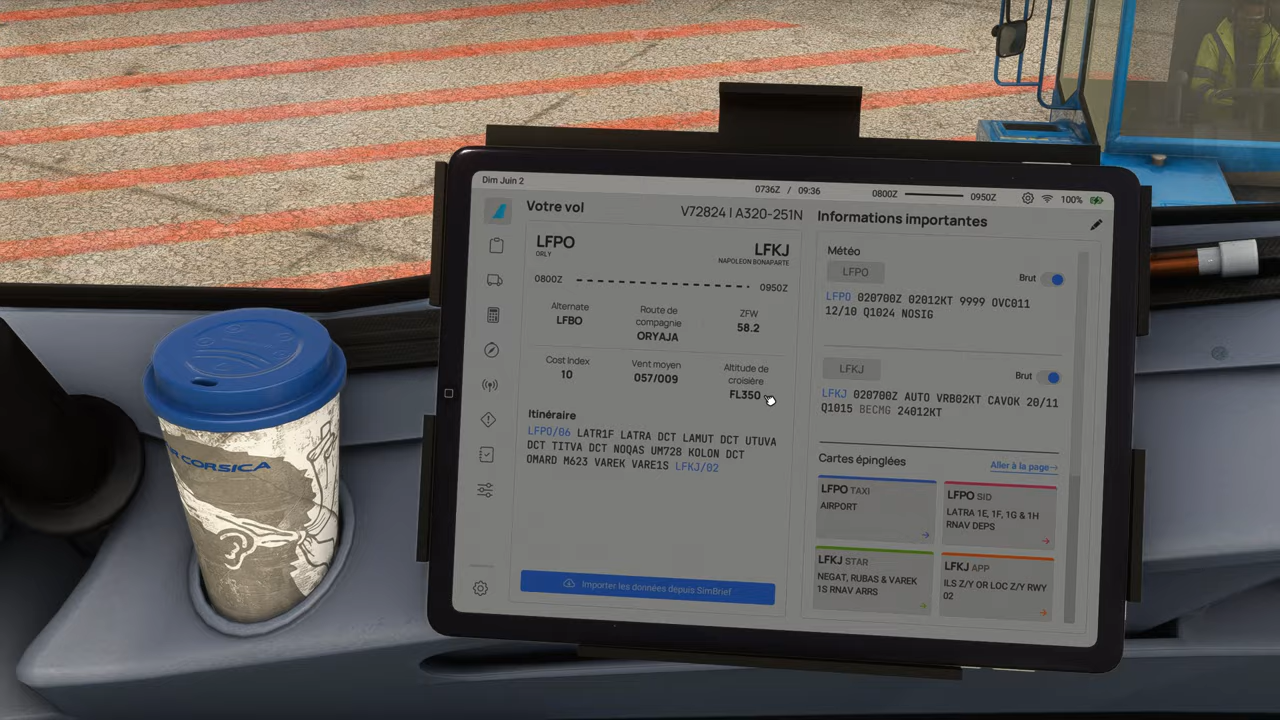 Dim Juin 2
0736Z / 09:36
0800Z
0950Z
100%
Votre vol
V72824 | A320-251N
LFPO
ORLY
LFKJ
NAPOLEON BONAPARTE
0800Z
0950Z
Alternate
LFBO
Route de
compagnie
ORYAJA
ZFW
58.2
Cost Index
10
Vent moyen
057/009
Altitude de
croisière
FL350
Itinéraire
LFPO/06 LATR1F LATRA DCT LAMUT DCT UTUVA
DCT TITVA DCT NOQAS UM728 KOLON DCT
OMARD M623 VAREK VARE1S LFKJ/02
Importer les données depuis SimBrief
Informations importantes
Météo
LFPO
Brut
LFPO 020700Z 02012KT 9999 OVC011
12/10 Q1024 NOSIG
LFKJ
Brut
LFKJ 020700Z AUTO VRB02KT CAVOK 20/11
Q1015 BECMG 24012KT
Cartes épinglées
Aller à la page
LFPO TAXI
AIRPORT
LFPO SID
LATRA 1E, 1F, 1G & 1H
RNAV DEPS
LFKJ STAR
NEGAT, RUBAS & VAREK
1S RNAV ARRS
LFKJ APP
ILS Z/Y OR LOC Z/Y RWY
02
CORSICA